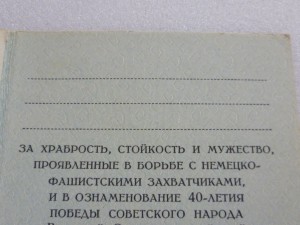 ЗА ХРАБРОСТЬ, СТОЙКОСТЬ И МУЖЕСТВО,
ПРОЯВЛЕННЫЕ В БОРЬБЕ С НЕМЕЦКО-
ФАШИСТСКИМИ ЗАХВАТЧИКАМИ,
И В ОЗНАМЕНОВАНИЕ 40-ЛЕТИЯ
ПОБЕДЫ СОВЕТСКОГО НАРОДА